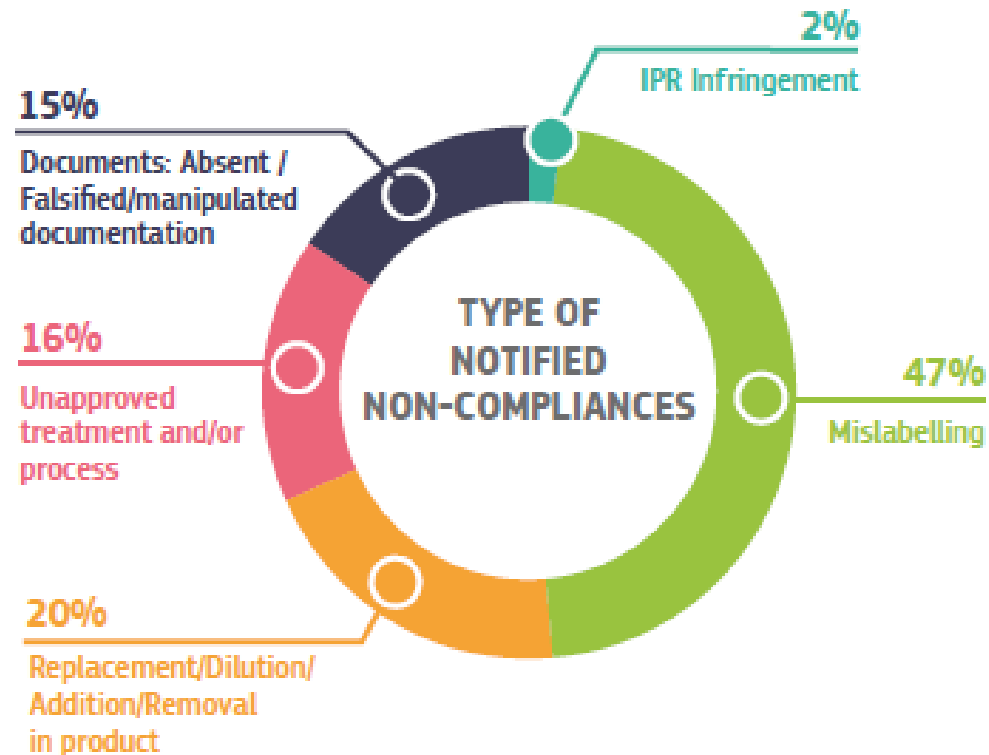 2%
IPR Infringement
15%
Documents: Absent /
Falsified/manipulated
documentation
TYPE OF
NOTIFIED
NON-COMPLIANCES
16%
Unapproved
treatment and/or
process
47%
Mislabelling
20%
Replacement/Dilution/
Addition/Removal
in product